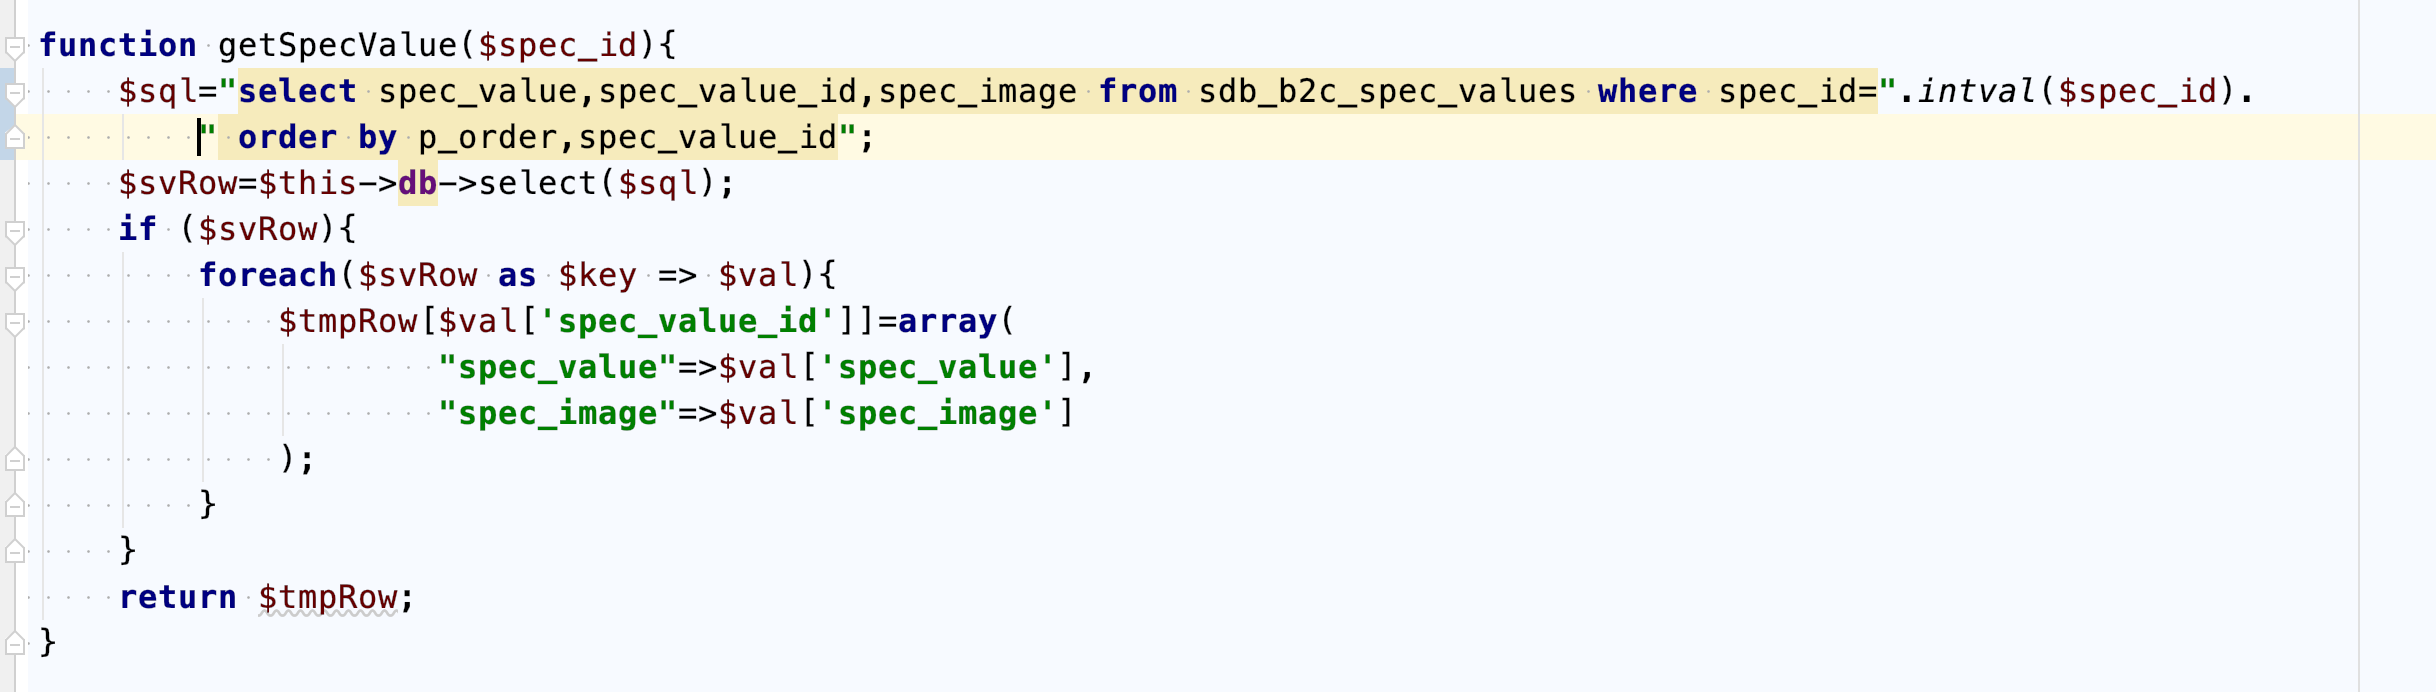 function getSpecValue($spec_id){
    $sql="select spec_value,spec_value_id,spec_image from sdb_b2c_spec_values where spec_id=".intval($spec_id).
        " order by p_order,spec_value_id";
    $svRow=$this->db->select($sql);
    if ($svRow){
        foreach($svRow as $key => $val){
            $tmpRow[$val['spec_value_id']]=array(
                    "spec_value"=>$val['spec_value'],
                    "spec_image"=>$val['spec_image']
            );
        }
    }
    return $tmpRow;
}